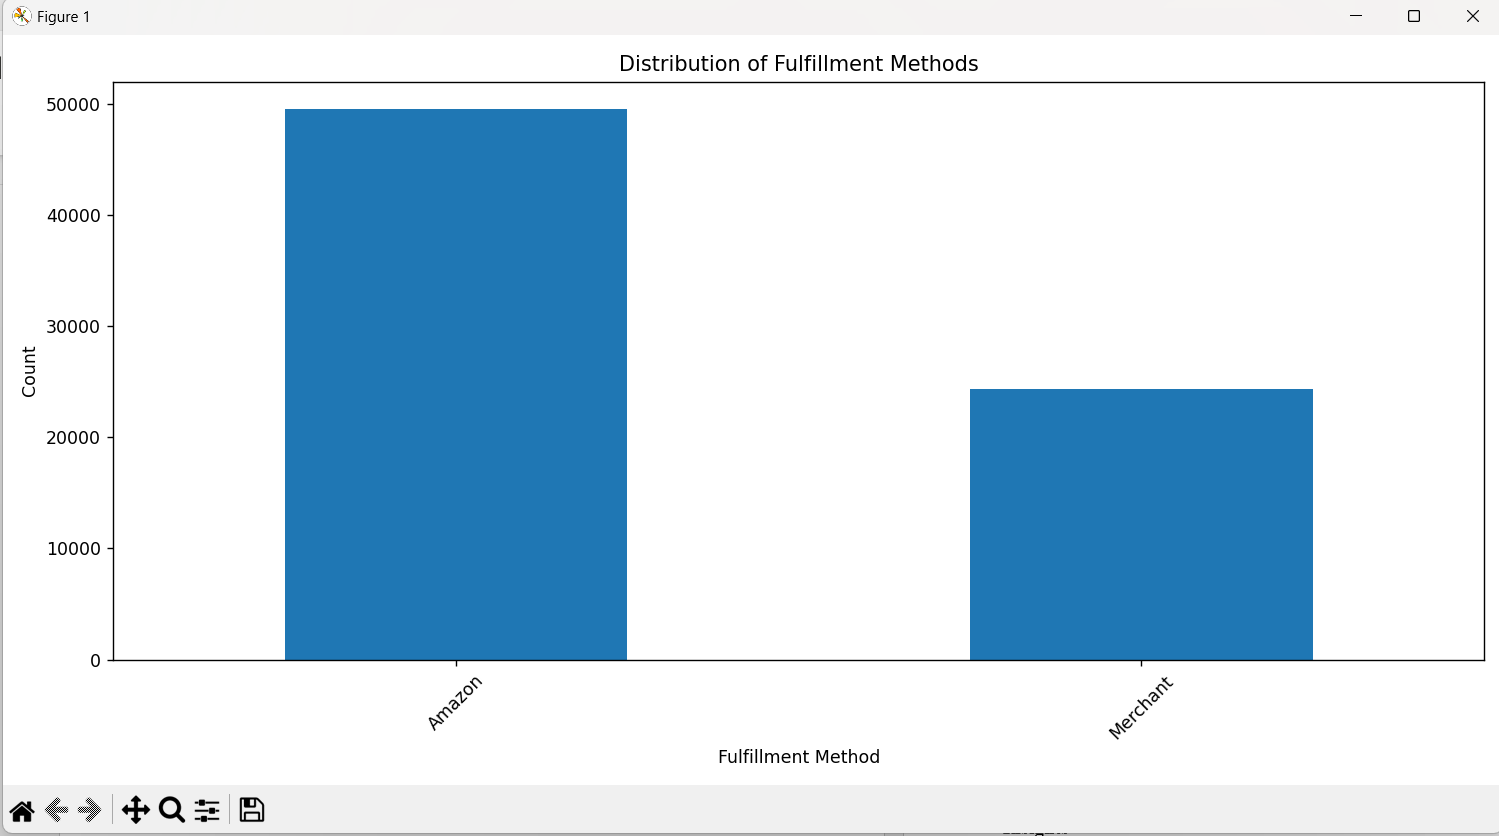 Figure 1
Distribution of Fulfillment Methods
50000
40000
30000
20000
10000
0
Count
Amazon
Merchant
Fulfillment Method